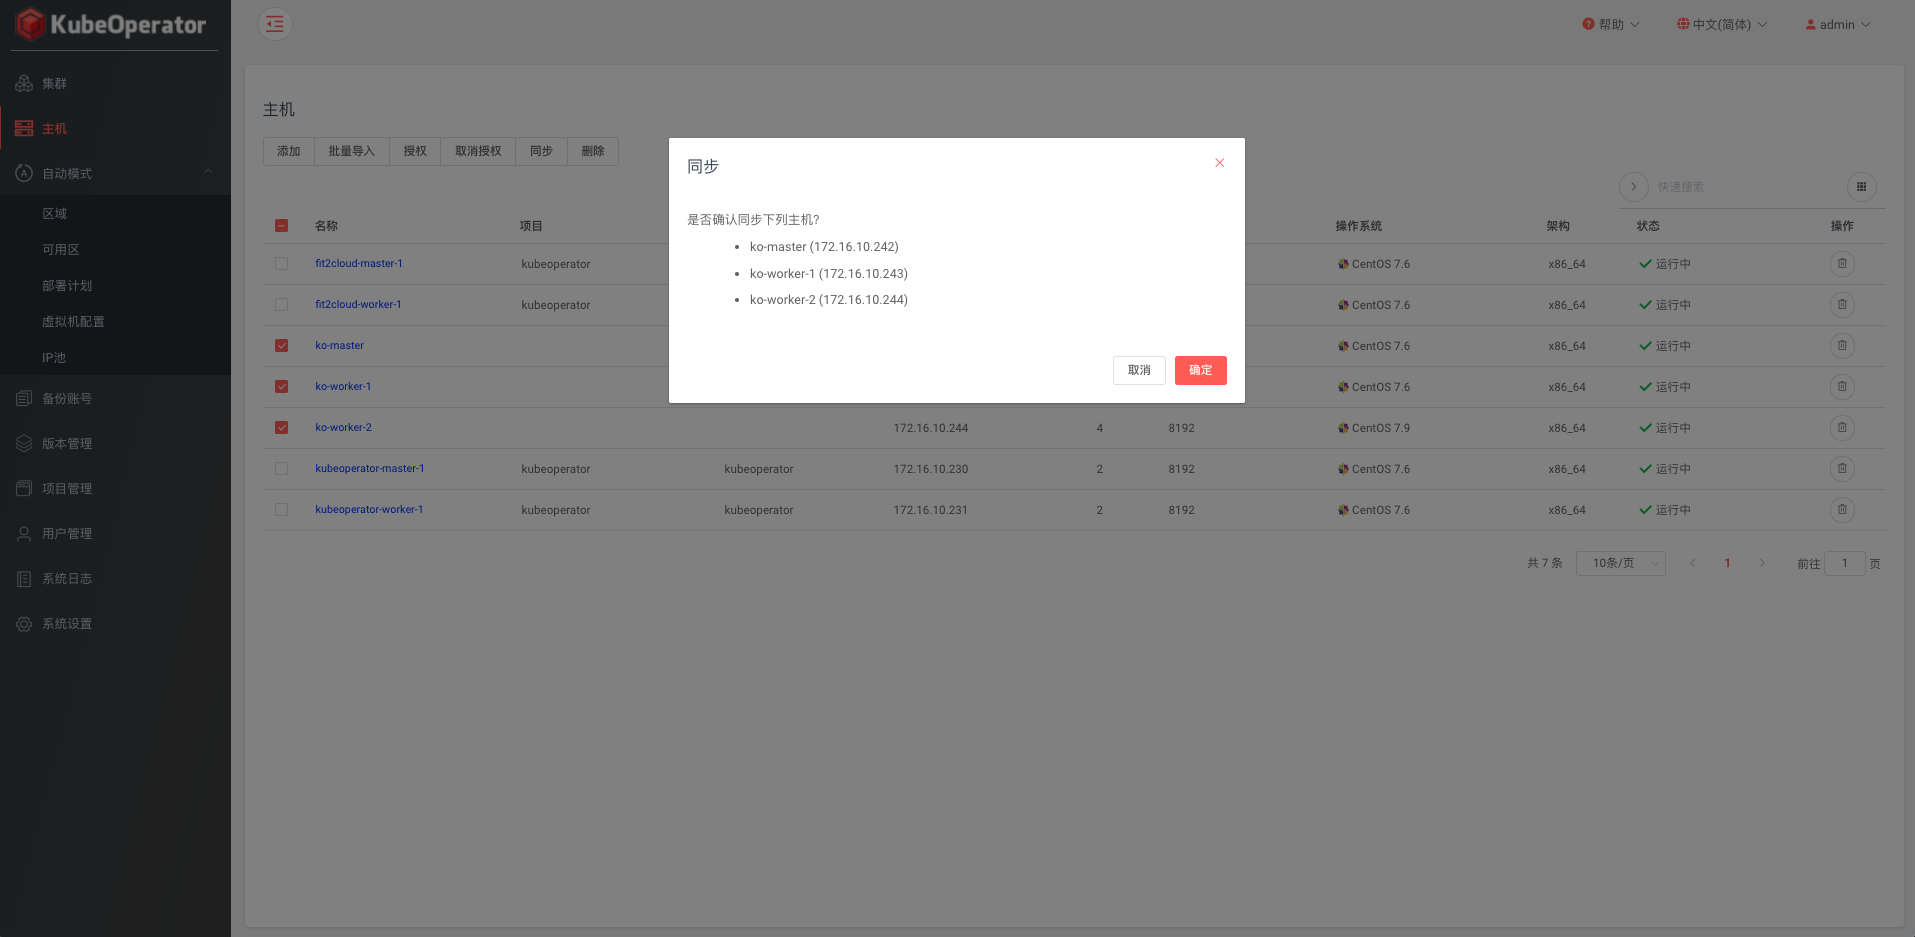 KubeOperator
帮助
中文(简体)
admin
集群
主机
自动模式
区域
可用区
部署计划
虚拟机配置
IP池
备份账号
版本管理
项目管理
用户管理
系统日志
系统设置
主机
添加 批量导入 授权 取消授权 同步 删除
快速搜索
名称 项目 操作系统 架构 状态 操作
fit2cloud-master-1 kubeoperator CentOS 7.6 x86_64 运行中
fit2cloud-worker-1 kubeoperator CentOS 7.6 x86_64 运行中
ko-master CentOS 7.6 x86_64 运行中
ko-worker-1 CentOS 7.6 x86_64 运行中
ko-worker-2 172.16.10.244 4 8192 CentOS 7.9 x86_64 运行中
kubeoperator-master-1 kubeoperator kubeoperator 172.16.10.230 2 8192 CentOS 7.6 x86_64 运行中
kubeoperator-worker-1 kubeoperator kubeoperator 172.16.10.231 2 8192 CentOS 7.6 x86_64 运行中
共 7 条 10条/页 1 前往 1 页
同步
是否确认同步下列主机?
• ko-master (172.16.10.242)
• ko-worker-1 (172.16.10.243)
• ko-worker-2 (172.16.10.244)
取消 确定